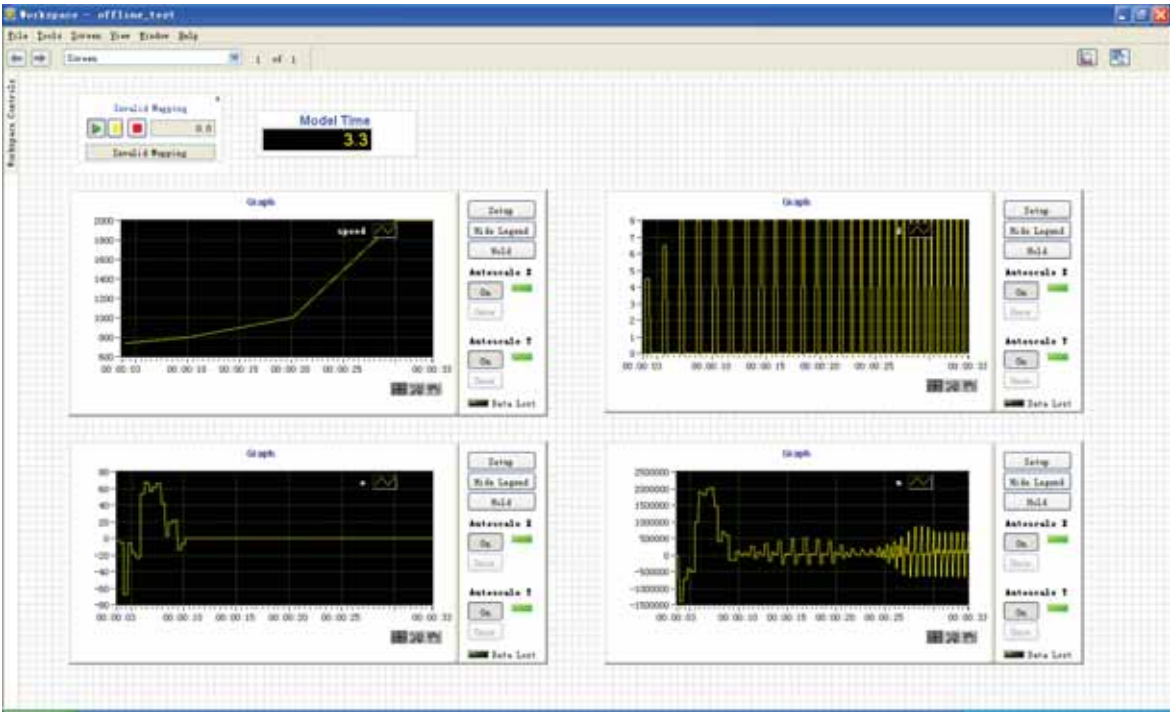 Workspace - offline_test
File Tools Screen View Window Help
Screen
1 of 1
Workspace Controls
Invalid Mapping
0.0
Invalid Mapping
Model Time
3.3
Graph
speed
2000
1800
1600
1400
1200
1000
800
600
00:00:03 00:00:10 00:00:15 00:00:20 00:00:25 00:00:33
Setup
Hide Legend
Hold
Autoscale X
On
Once
Autoscale Y
On
Once
Data Lost
Graph
8
7
6
5
4
3
2
1
0
00:00:03 00:00:10 00:00:15 00:00:20 00:00:25 00:00:33
Setup
Hide Legend
Hold
Autoscale X
On
Once
Autoscale Y
On
Once
Data Lost
Graph
80
60
40
20
0
-20
-40
-60
-80
00:00:03 00:00:10 00:00:15 00:00:20 00:00:25 00:00:33
Setup
Hide Legend
Hold
Autoscale X
On
Once
Autoscale Y
On
Once
Data Lost
Graph
2500000
2000000
1500000
1000000
500000
0
-500000
-1000000
-1500000
00:00:03 00:00:10 00:00:15 00:00:20 00:00:25 00:00:33
Setup
Hide Legend
Hold
Autoscale X
On
Once
Autoscale Y
On
Once
Data Lost